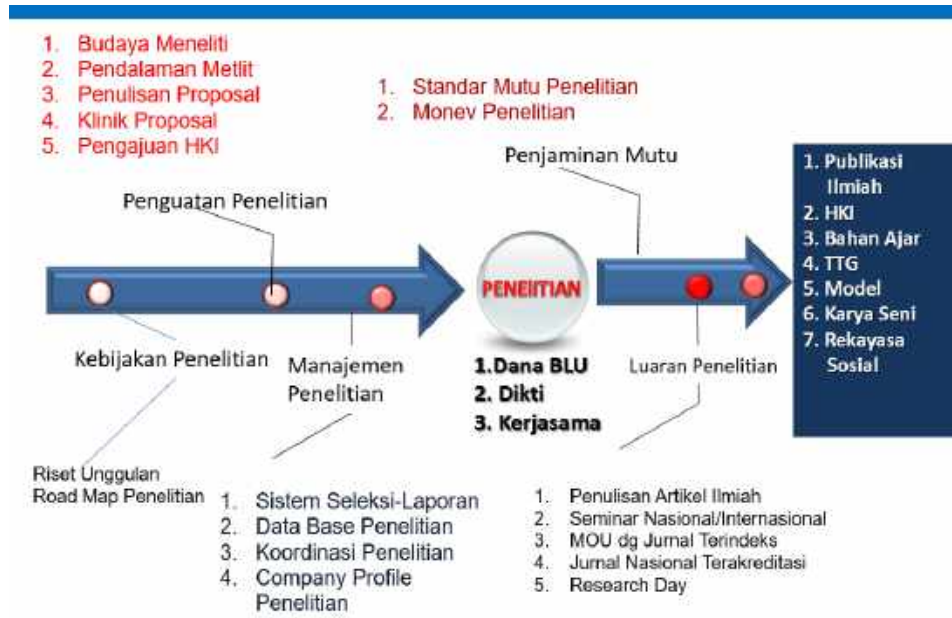 1. Budaya Meneliti
2. Pendalaman Metlit
3. Penulisan Proposal
4. Klinik Proposal
5. Pengajuan HKI
1. Standar Mutu Penelitian
2. Monev Penelitian
Penguatan Penelitian
Penjaminan Mutu
1. Publikasi
Ilmiah
2. HKI
3. Bahan Ajar
4. TTG
5. Model
6. Karya Seni
7. Rekayasa
Sosial
PENEIITIAN
Kebijakan Penelitian
Manajemen
Penelitian
1.Dana BLU
2. Dikti
3. Kerjasama
Luaran Penelitian
Riset Unggulan
Road Map Penelitian
1. Sistem Seleksi-Laporan
2. Data Base Penelitian
3. Koordinasi Penelitian
4. Company Profile
Penelitian
1. Penulisan Artikel Ilmiah
2. Seminar Nasional/Internasional
3. MOU dg Jurnal Terindeks
4. Jurnal Nasional Terakreditasi
5. Research Day